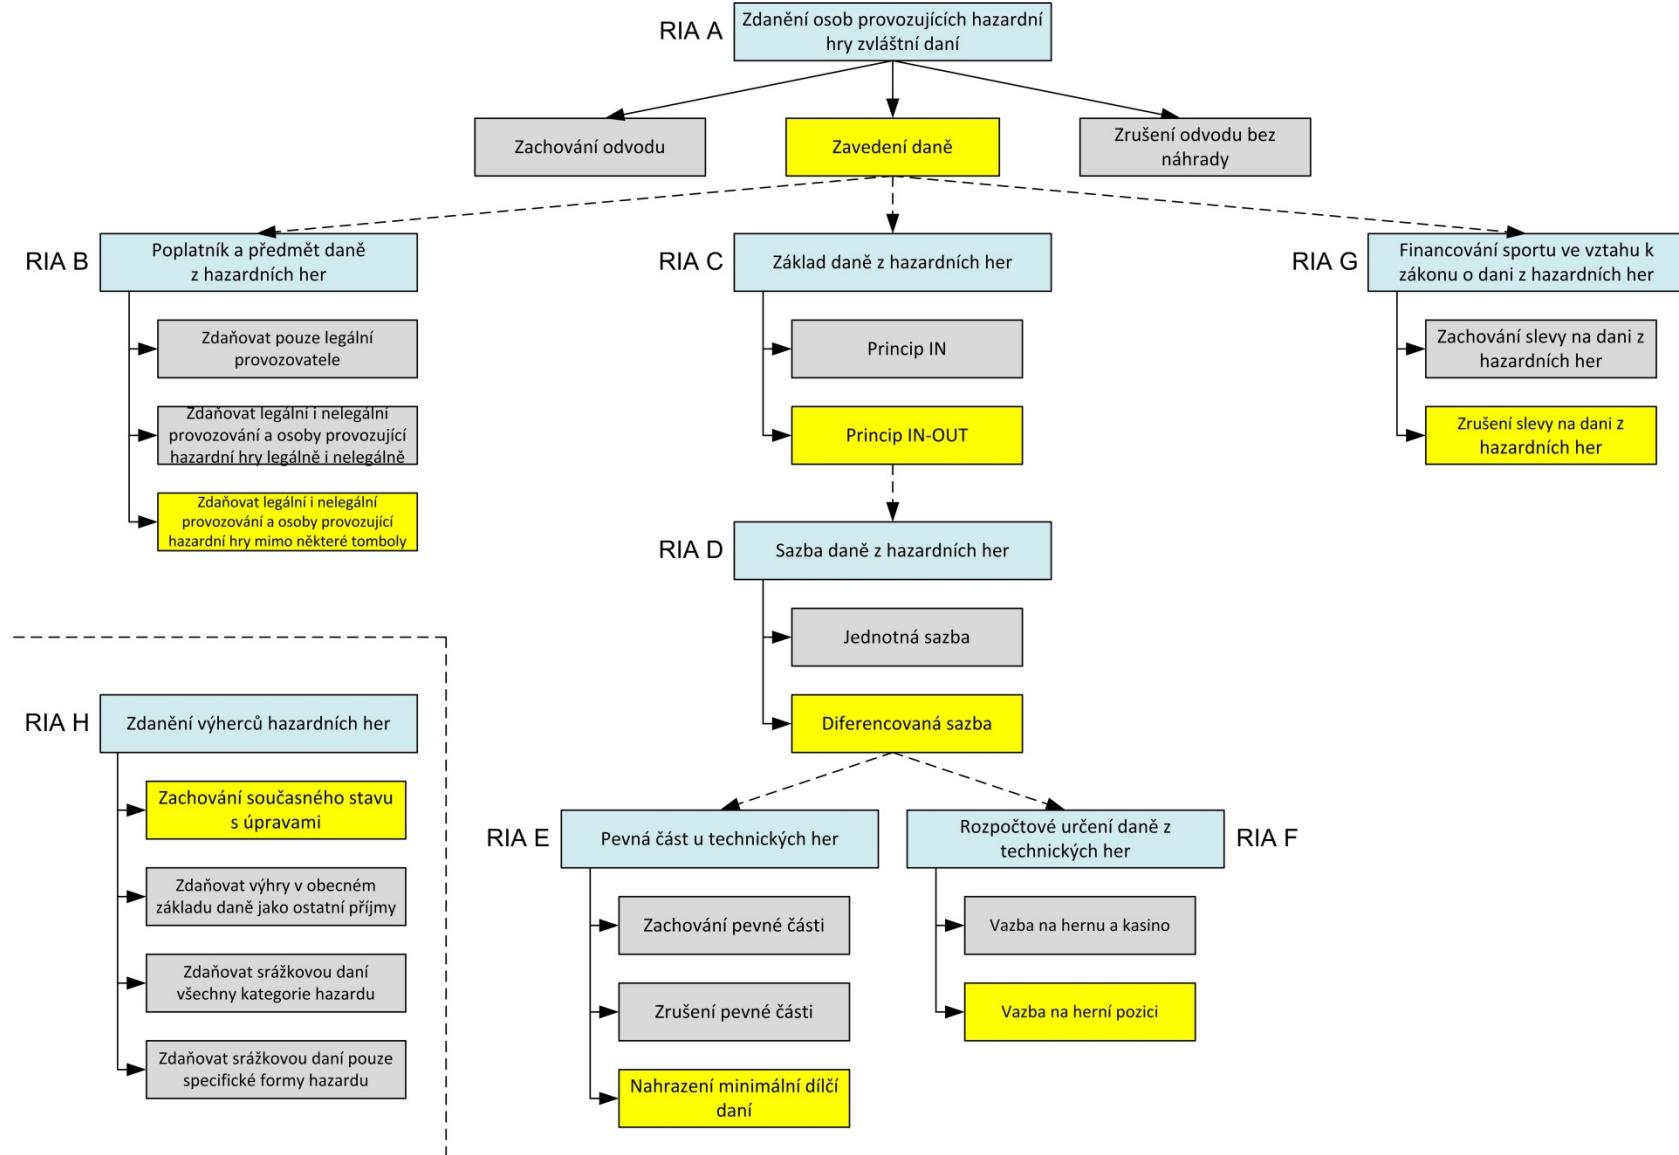 RIA A
Zdanění osob provozujících hazardní
hry zvláštní daní
Zachování odvodu
Zavedení daně
Zrušení odvodu bez
náhrady
RIA B
Poplatník a předmět daně
z hazardních her
Zdaňovat pouze legální
provozovatele
Zdaňovat legální i nelegální
provozování a osoby provozující
hazardní hry legálně i nelegálně
Zdaňovat legální i nelegální
provozování a osoby provozující
hazardní hry mimo některé tomboly
RIA C
Základ daně z hazardních her
Princip IN
Princip IN-OUT
RIA G
Financování sportu ve vztahu k
zákonu o dani z hazardních her
Zachování slevy na dani z
hazardních her
Zrušení slevy na dani z
hazardních her
RIA D
Sazba daně z hazardních her
Jednotná sazba
Diferencovaná sazba
RIA H
Zdanění výherců hazardních her
Zachování současného stavu
s úpravami
Zdaňovat výhry v obecném
základu daně jako ostatní příjmy
Zdaňovat srážkovou daní
všechny kategorie hazardu
Zdaňovat srážkovou daní pouze
specifické formy hazardu
RIA E
Pevná část u technických her
Zachování pevné části
Zrušení pevné části
Nahrazení minimální dílčí
daní
Rozpočtové určení daně z
technických her
RIA F
Vazba na hernu a kasino
Vazba na herní pozici